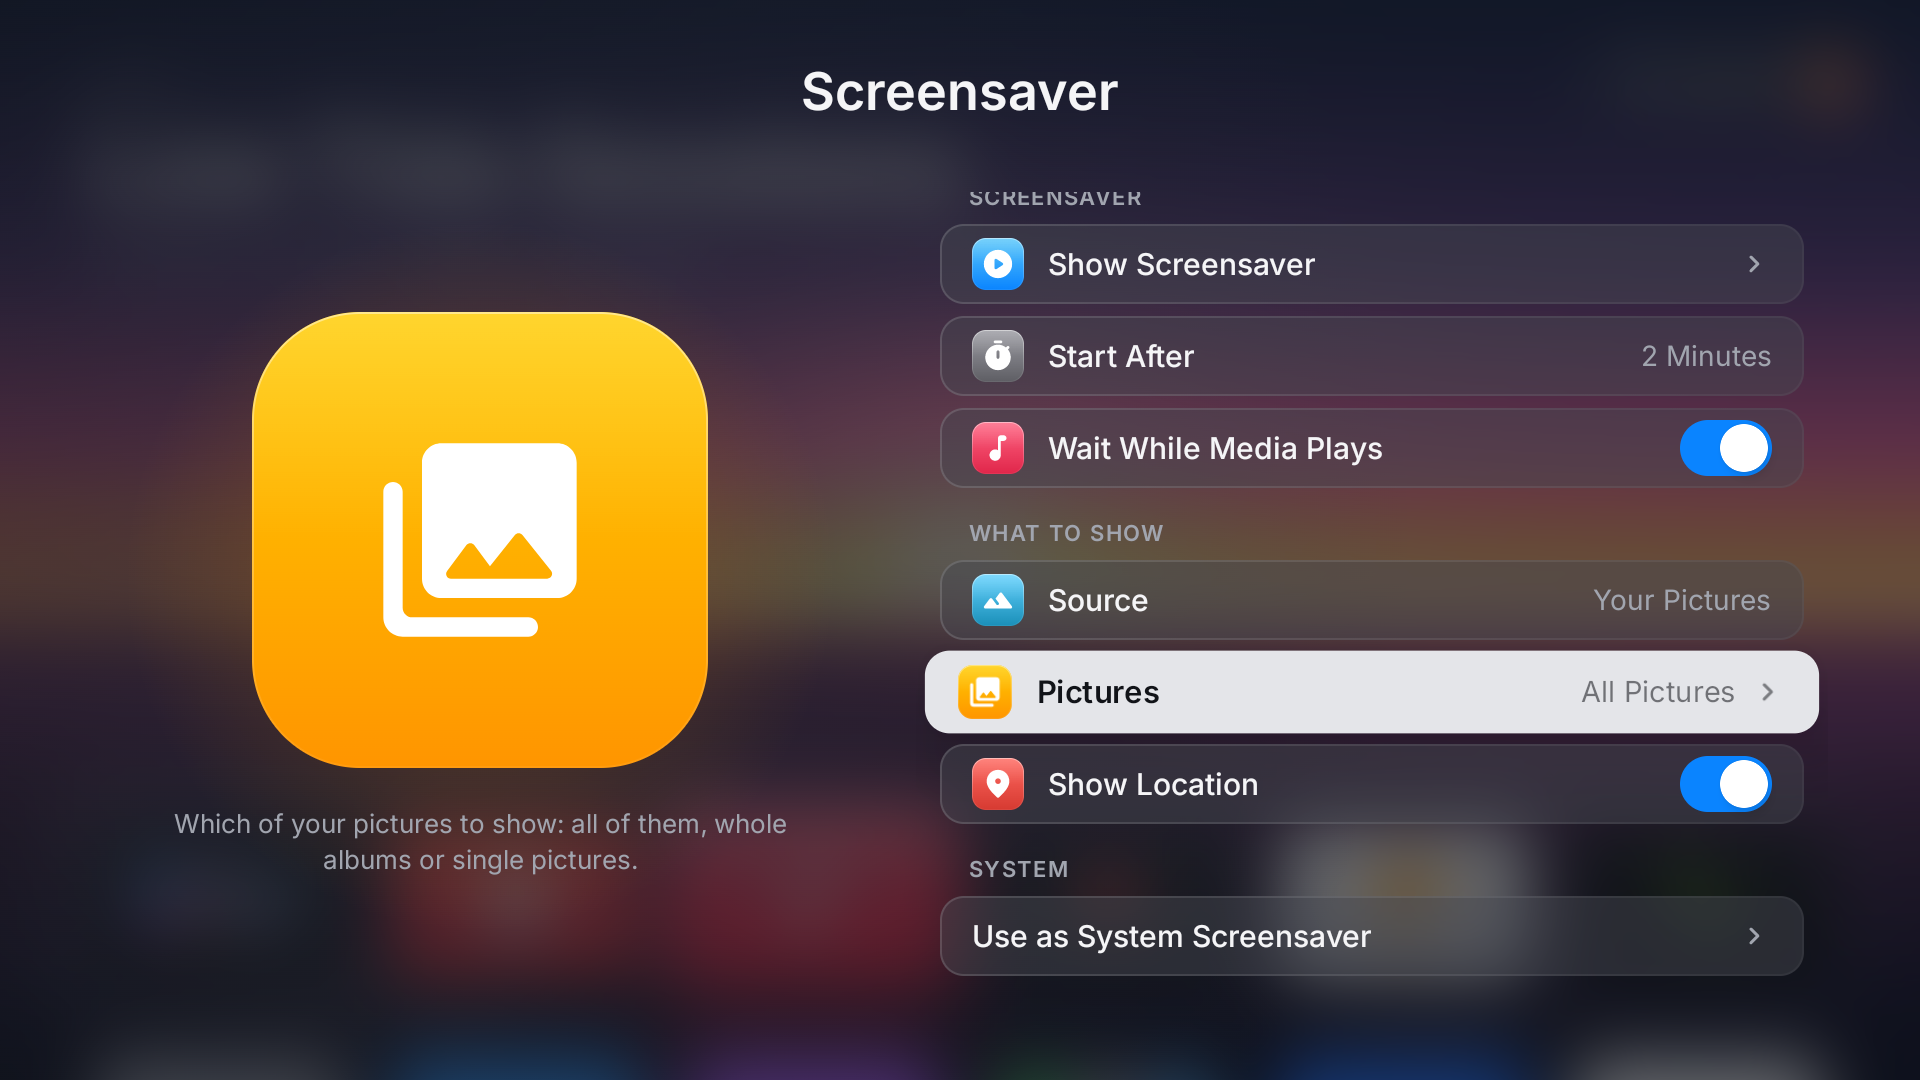 Screensaver
SCREENSAVER
Show Screensaver
Start After
2 Minutes
Wait While Media Plays
WHAT TO SHOW
Source
Your Pictures
Pictures
All Pictures
Show Location
SYSTEM
Use as System Screensaver
Which of your pictures to show: all of them, whole
albums or single pictures.